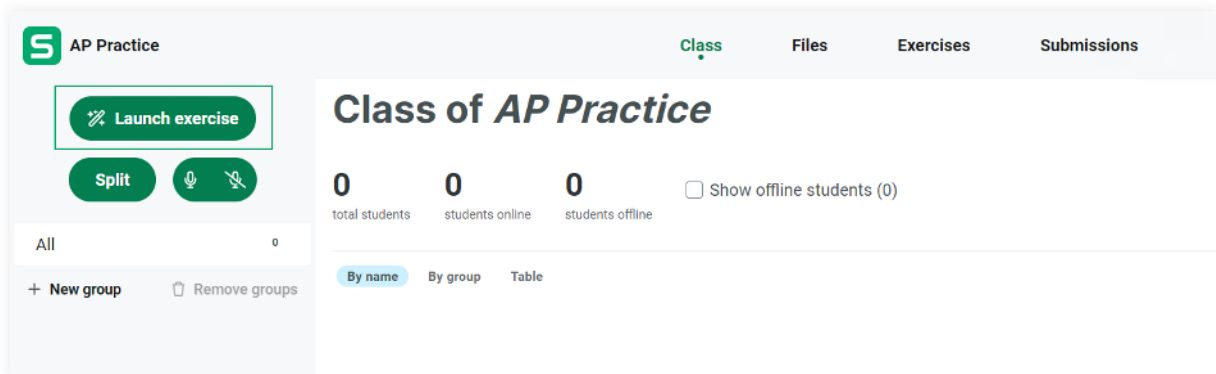 S AP Practice
Class Files Exercises Submissions
Launch exercise
Split
All 0
+ New group Remove groups
Class of AP Practice
0 0 0
total students students online students offline
Show offline students (0)
By name By group Table